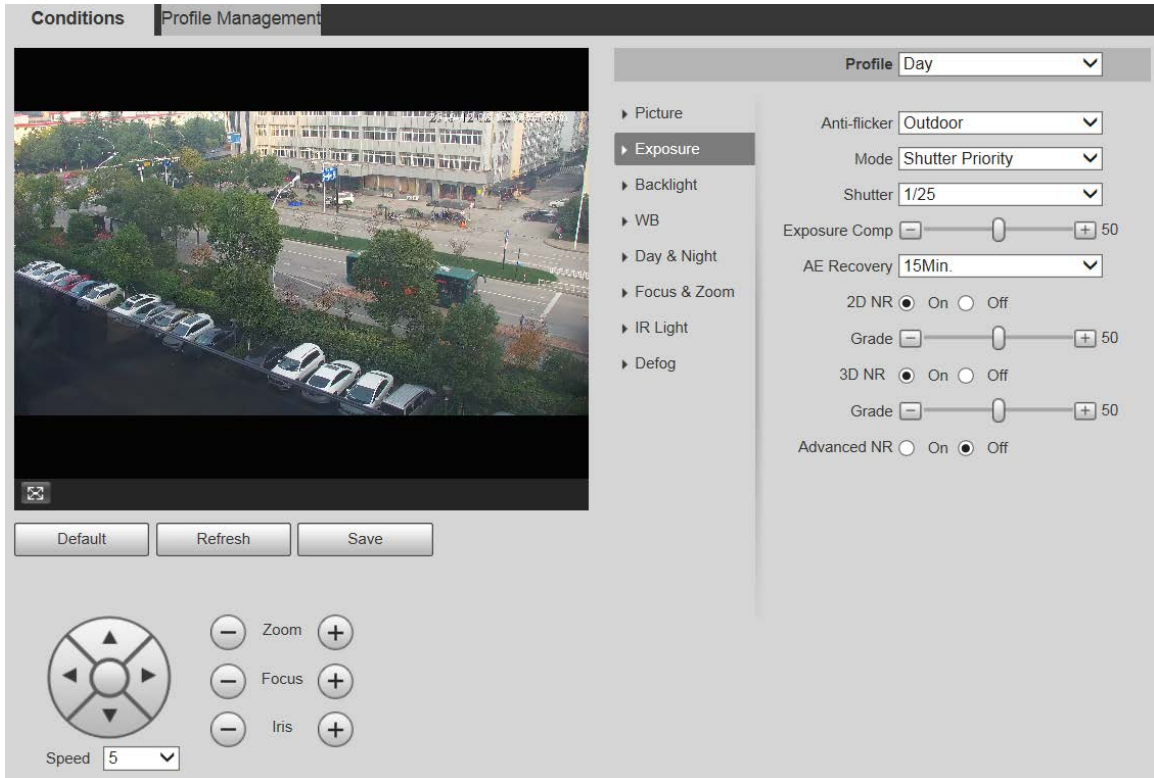 Conditions Profile Management
Profile Day
Picture
Exposure
Backlight
WB
Day & Night
Focus & Zoom
IR Light
Defog
Anti-flicker Outdoor
Mode Shutter Priority
Shutter 1/25
Exposure Comp 50
AE Recovery 15Min.
2D NR On Off
Grade 50
3D NR On Off
Grade 50
Advanced NR On Off
Default Refresh Save
Zoom
Focus
Iris
Speed 5